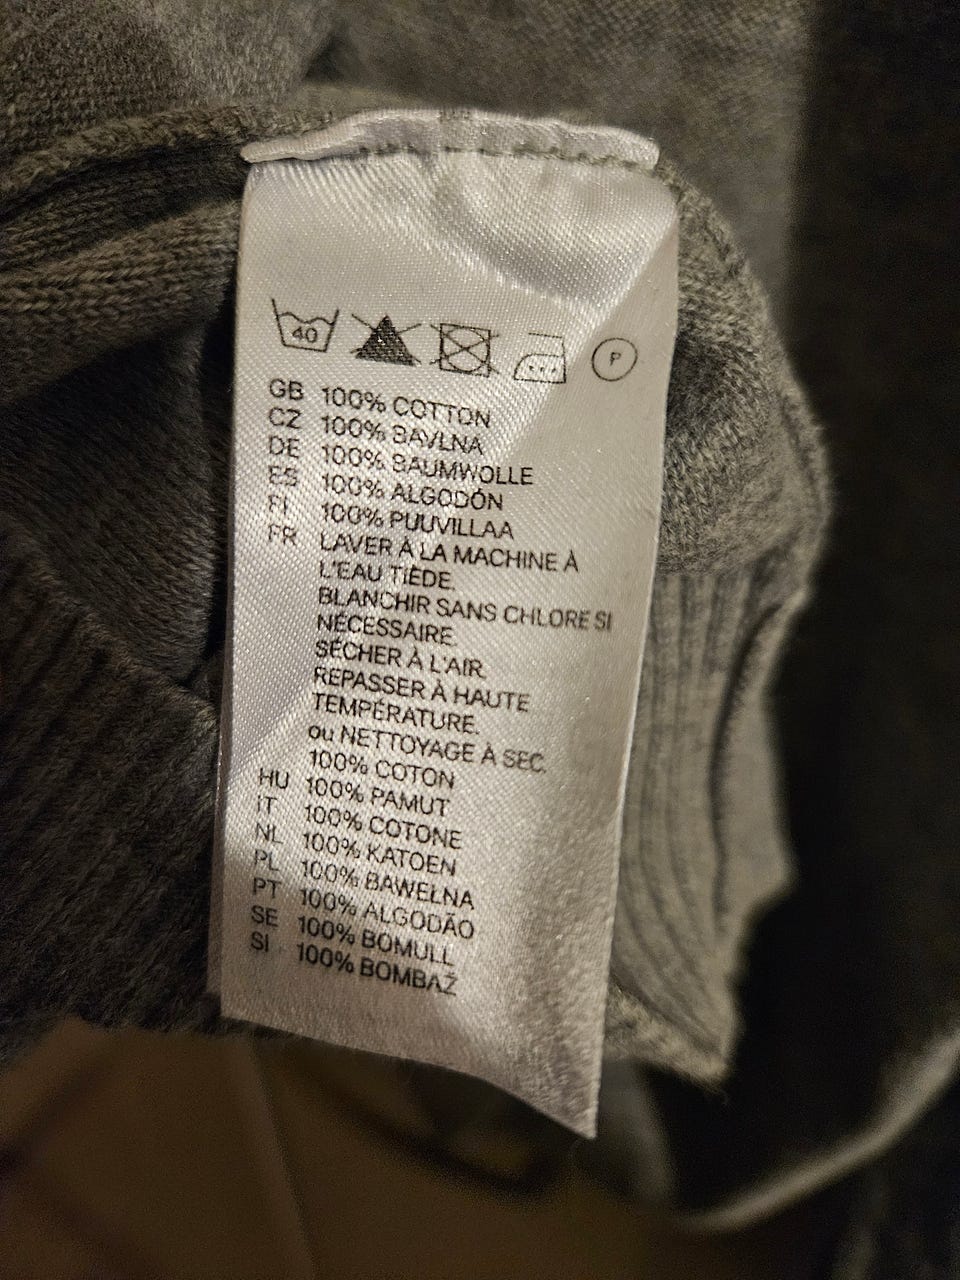 40 P
GB 100% COTTON
CZ 100% BAVLNA
DE 100% BAUMWOLLE
ES 100% ALGODÓN
FI 100% PUUVILLAA
FR LAVER À LA MACHINE À
L'EAU TIÈDE.
BLANCHIR SANS CHLORE SI
NÉCESSAIRE.
SÉCHER À L'AIR.
REPASSER À HAUTE
TEMPÉRATURE.
ou NETTOYAGE À SEC.
100% COTON
HU 100% PAMUT
IT 100% COTONE
NL 100% KATOEN
PL 100% BAWEŁNA
PT 100% ALGODÃO
SE 100% BOMULL
SI 100% BOMBAŽ